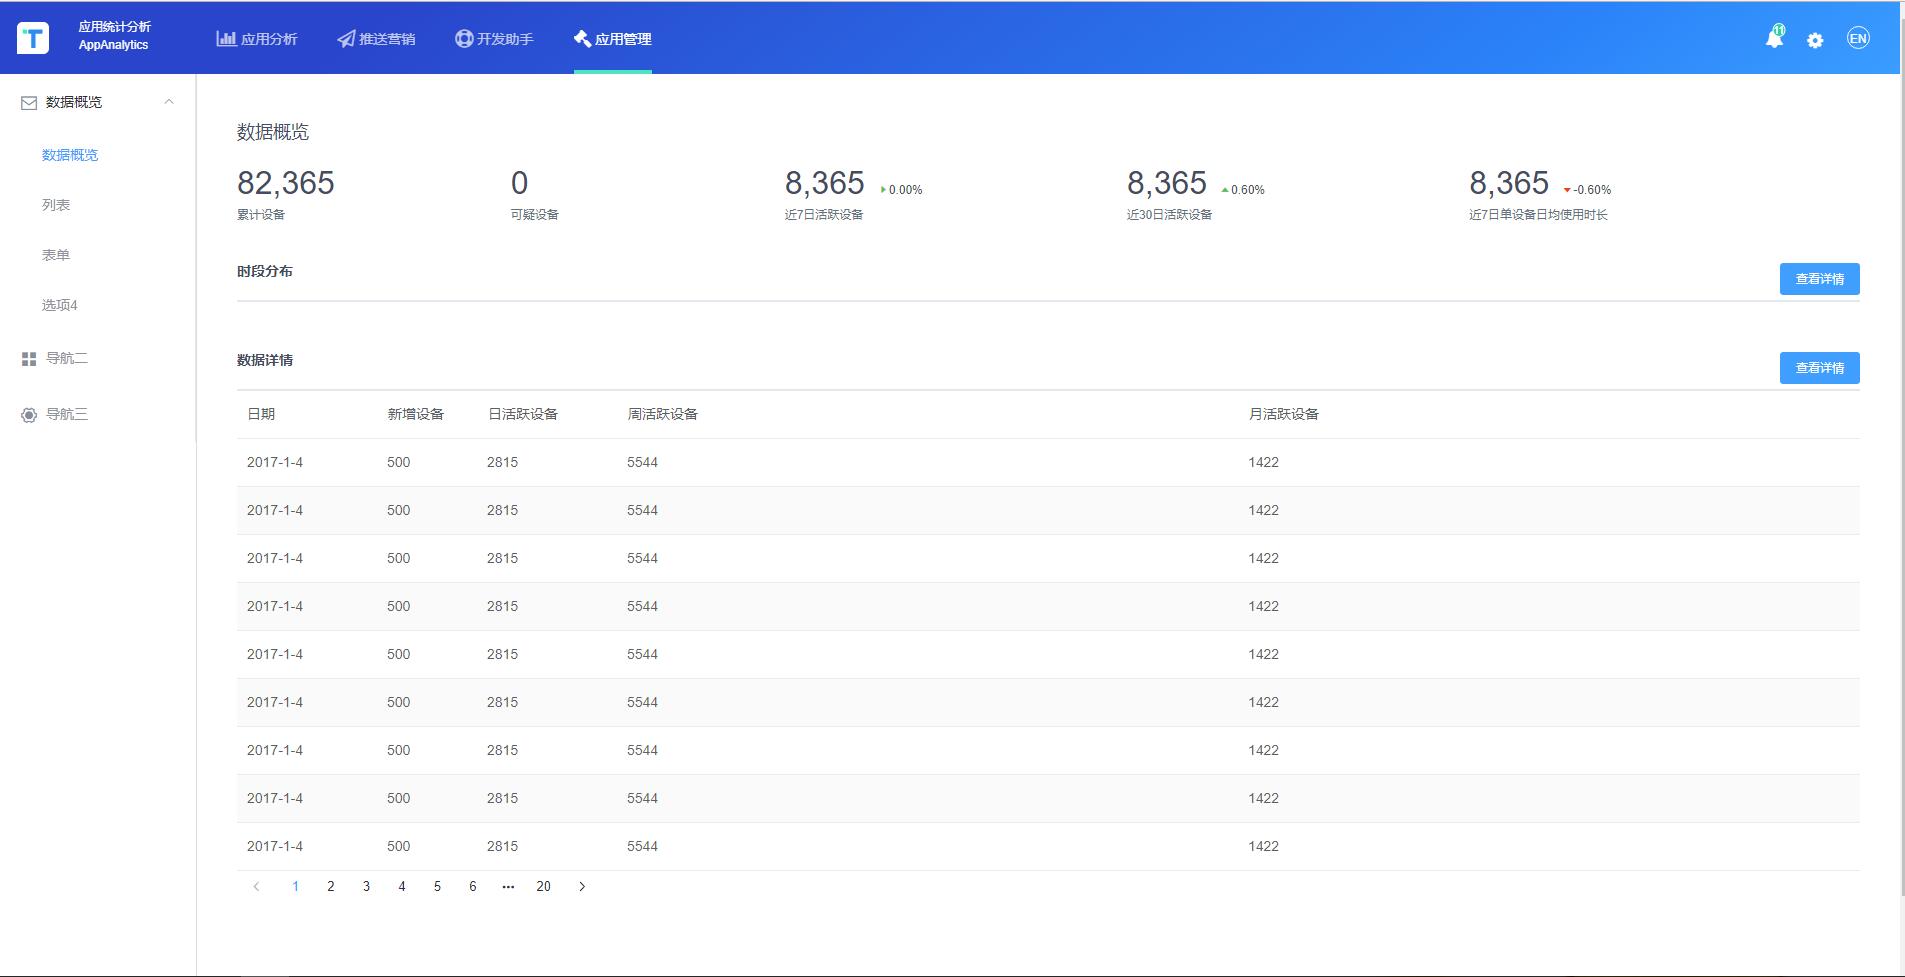 T
应用统计分析
AppAnalytics
应用分析
推送营销
开发助手
应用管理
11
EN
数据概览
数据概览
列表
表单
选项4
导航二
导航三
数据概览
82,365
累计设备
0
可疑设备
8,365 0.00%
近7日活跃设备
8,365 0.60%
近30日活跃设备
8,365 -0.60%
近7日单设备日均使用时长
时段分布
查看详情
数据详情
查看详情
日期 新增设备 日活跃设备 周活跃设备 月活跃设备
2017-1-4 500 2815 5544 1422
2017-1-4 500 2815 5544 1422
2017-1-4 500 2815 5544 1422
2017-1-4 500 2815 5544 1422
2017-1-4 500 2815 5544 1422
2017-1-4 500 2815 5544 1422
2017-1-4 500 2815 5544 1422
2017-1-4 500 2815 5544 1422
2017-1-4 500 2815 5544 1422
1 2 3 4 5 6 ... 20